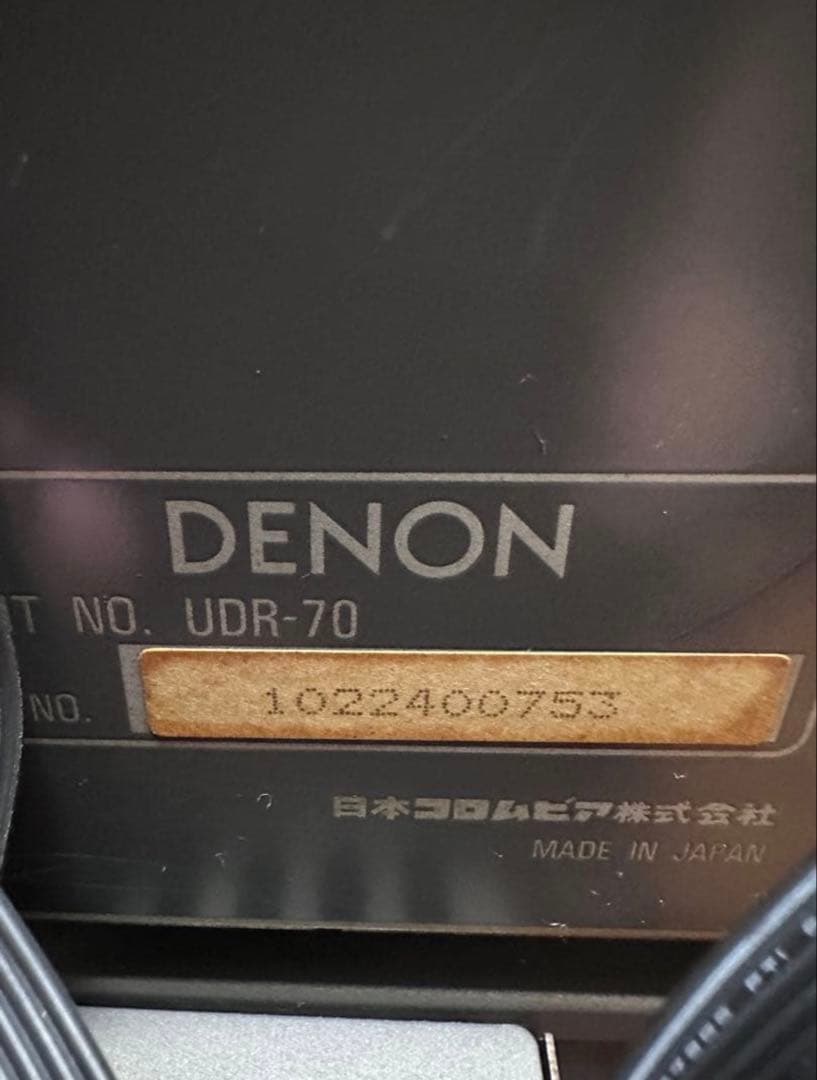 DENON
T NO. UDR-70
NO. 1022400753
日本コロムビア株式会社
MADE IN JAPAN